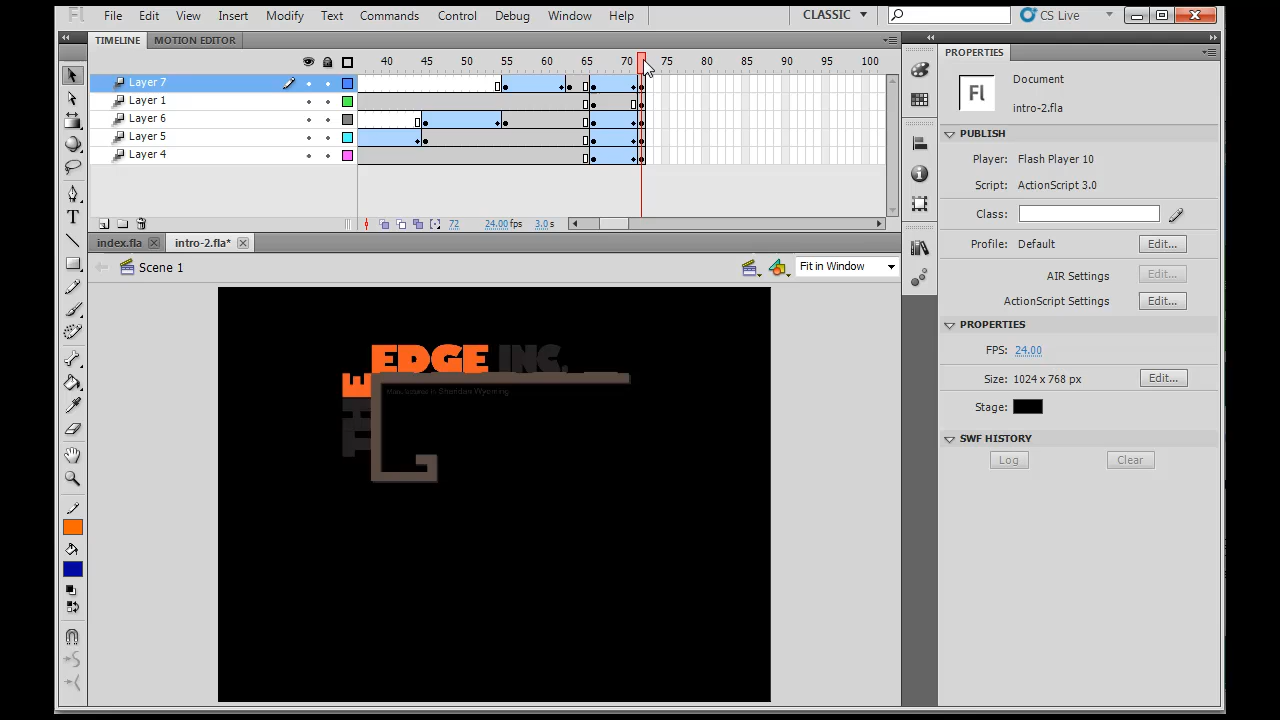 Fl
File Edit View Insert Modify Text Commands Control Debug Window Help
CLASSIC
CS Live
TIMELINE MOTION EDITOR
40 45 50 55 60 65 70 75 80 85 90 95 100
Layer 7
Layer 1
Layer 6
Layer 5
Layer 4
72 24.00 fps 3.0 s
index.fla intro-2.fla*
Scene 1
Fit in Window
THE
EDGE INC.
Sheridan Wyoming
PROPERTIES
Fl
Document
intro-2.fla
PUBLISH
Player: Flash Player 10
Script: ActionScript 3.0
Class:
Profile: Default Edit...
AIR Settings Edit...
ActionScript Settings Edit...
PROPERTIES
FPS: 24.00
Size: 1024 x 768 px Edit...
Stage:
SWF HISTORY
Log Clear